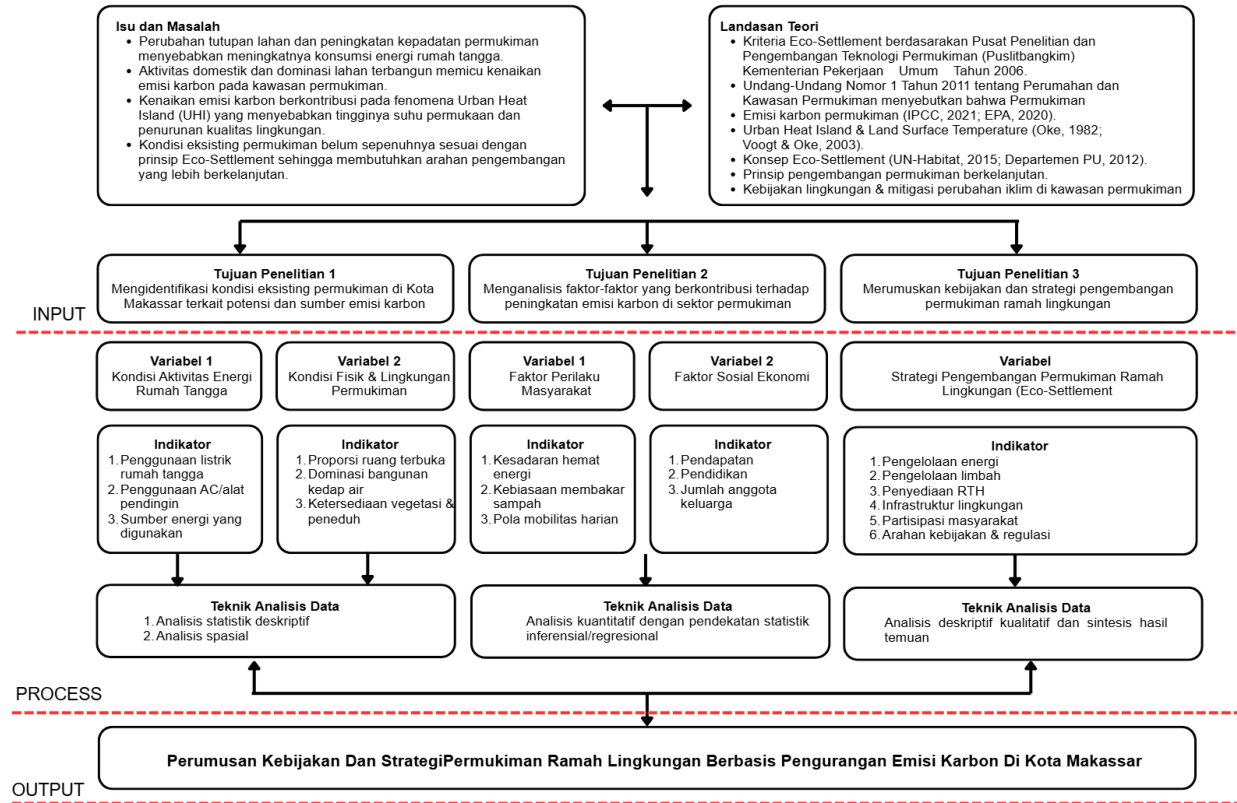 Isu dan Masalah
• Perubahan tutupan lahan dan peningkatan kepadatan permukiman
menyebabkan meningkatnya konsumsi energi rumah tangga.
• Aktivitas domestik dan dominasi lahan terbangun memicu kenaikan
emisi karbon pada kawasan permukiman.
• Kenaikan emisi karbon berkontribusi pada fenomena Urban Heat
Island (UHI) yang menyebabkan tingginya suhu permukaan dan
penurunan kualitas lingkungan.
• Kondisi eksisting permukiman belum sepenuhnya sesuai dengan
prinsip Eco-Settlement sehingga membutuhkan arahan pengembangan
yang lebih berkelanjutan.
Landasan Teori
• Kriteria Eco-Settlement berdasarakan Pusat Penelitian dan
Pengembangan Teknologi Permukiman (Puslitbangkim)
Kementerian Pekerjaan Umum Tahun 2006.
• Undang-Undang Nomor 1 Tahun 2011 tentang Perumahan dan
Kawasan Permukiman menyebutkan bahwa Permukiman
• Emisi karbon permukiman (IPCC, 2021; EPA, 2020).
• Urban Heat Island & Land Surface Temperature (Oke, 1982;
Voogt & Oke, 2003).
• Konsep Eco-Settlement (UN-Habitat, 2015; Departemen PU, 2012).
• Prinsip pengembangan permukiman berkelanjutan.
• Kebijakan lingkungan & mitigasi perubahan iklim di kawasan permukiman
Tujuan Penelitian 1
Mengidentifikasi kondisi eksisting permukiman di Kota
Makassar terkait potensi dan sumber emisi karbon
Tujuan Penelitian 2
Menganalisis faktor-faktor yang berkontribusi terhadap
peningkatan emisi karbon di sektor permukiman
Tujuan Penelitian 3
Merumuskan kebijakan dan strategi pengembangan
permukiman ramah lingkungan
INPUT
Variabel 1
Kondisi Aktivitas Energi
Rumah Tangga
Variabel 2
Kondisi Fisik & Lingkungan
Permukiman
Variabel 1
Faktor Perilaku
Masyarakat
Variabel 2
Faktor Sosial Ekonomi
Variabel
Strategi Pengembangan Permukiman Ramah
Lingkungan (Eco-Settlement
Indikator
1. Penggunaan listrik
rumah tangga
2. Penggunaan AC/alat
pendingin
3. Sumber energi yang
digunakan
Indikator
1. Proporsi ruang terbuka
2. Dominasi bangunan
kedap air
3. Ketersediaan vegetasi &
peneduh
Indikator
1. Kesadaran hemat
energi
2. Kebiasaan membakar
sampah
3. Pola mobilitas harian
Indikator
1. Pendapatan
2. Pendidikan
3. Jumlah anggota
keluarga
Indikator
1. Pengelolaan energi
2. Pengelolaan limbah
3. Penyediaan RTH
4. Infrastruktur lingkungan
5. Partisipasi masyarakat
6. Arahan kebijakan & regulasi
Teknik Analisis Data
1. Analisis statistik deskriptif
2. Analisis spasial
Teknik Analisis Data
Analisis kuantitatif dengan pendekatan statistik
inferensial/regresional
Teknik Analisis Data
Analisis deskriptif kualitatif dan sintesis hasil
temuan
PROCESS
Perumusan Kebijakan Dan StrategiPermukiman Ramah Lingkungan Berbasis Pengurangan Emisi Karbon Di Kota Makassar
OUTPUT